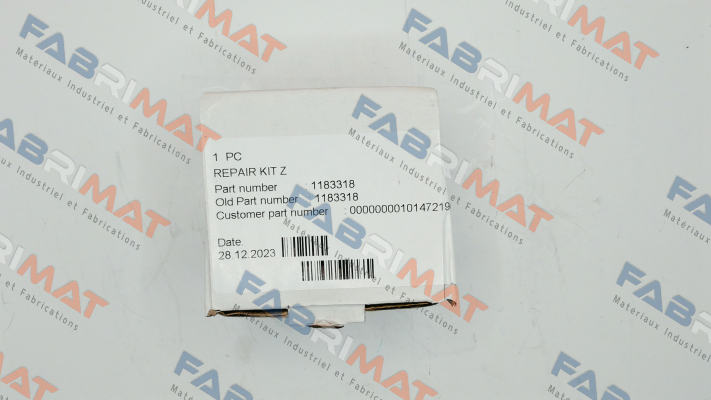 1 PC
REPAIR KIT Z
Part number : 1183318
Old Part number : 1183318
Customer part number : 0000000010147219
Date
28.12.2023
FABRIMAT
Matériaux Industriel et Fabrications